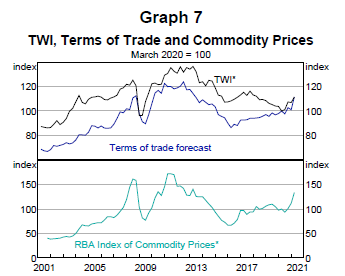 Graph 7
TWI, Terms of Trade and Commodity Prices
March 2020 = 100
index index
TWI*
120 120
100 100
80 80
Terms of trade forecast
index index
150 150
100 100
50 50
RBA Index of Commodity Prices*
0 0
2001 2005 2009 2013 2017 2021